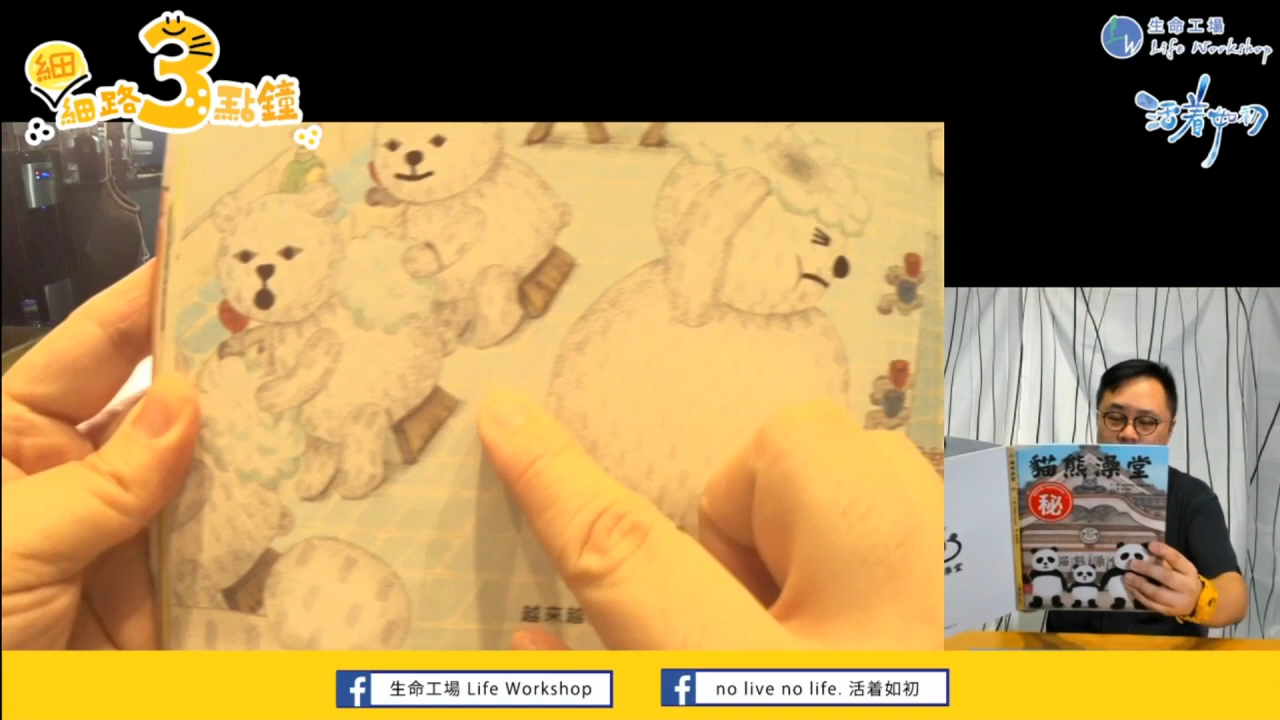 細
細路3點鐘
生命工場
Life Workshop
活着如初
越來越
貓熊澡堂
秘
生命工場 Life Workshop
no live no life. 活着如初